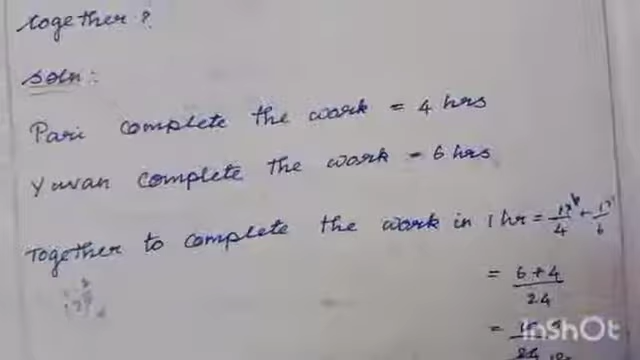 together?
Soln:
Pari complete the work = 4 hrs
Yuvan complete the work = 6 hrs
Together to complete the work in 1 hr = 1/4 + 1/6
= 6+4/24
=
InShOt